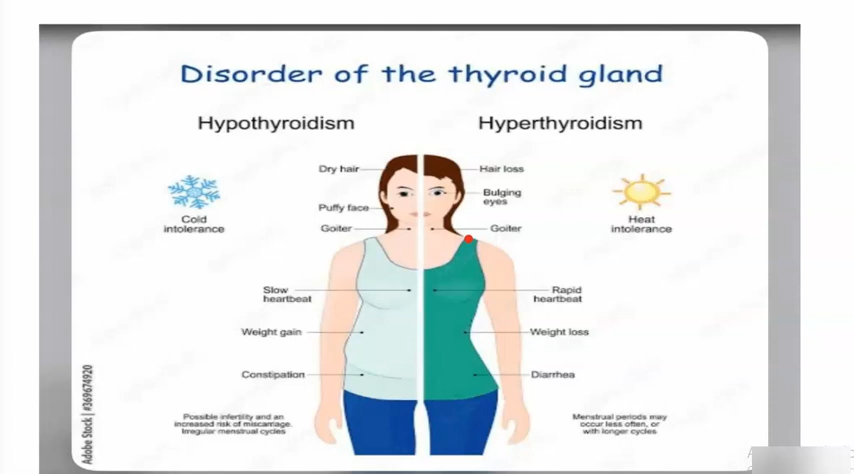 Disorder of the thyroid gland
Hypothyroidism
Hyperthyroidism
Dry hair
Hair loss
Bulging
eyes
Puffy face
Goiter
Goiter
Cold
intolerance
Heat
intolerance
Slow
heartbeat
Rapid
heartbeat
Weight gain
Weight loss
Constipation
Diarrhea
Possible infertility and an
increased risk of miscarriage.
Irregular menstrual cycles
Menstrual periods may
occur less often, or
with longer cycles
Adobe Stock | #369674920